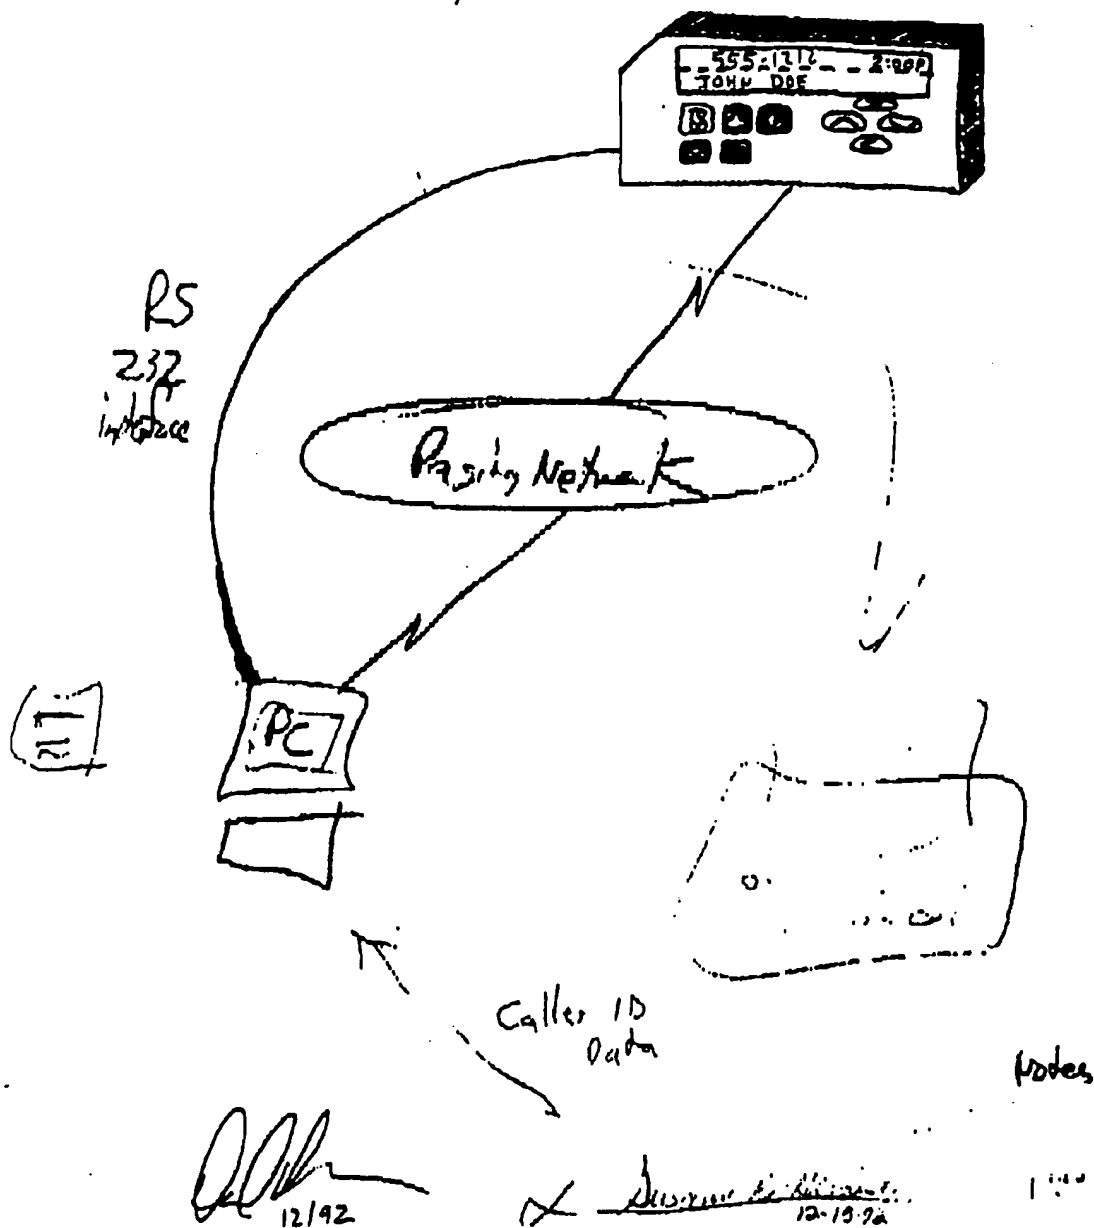 555-1212 2:00P
JOHN DOE
RS
232
interface
Paging Network
PC
Caller ID
Data
Notes
12/92
12-19-92